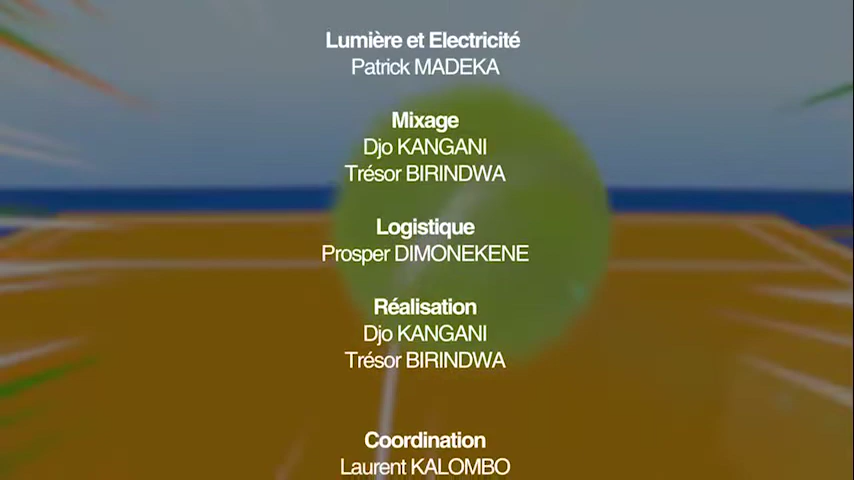 Lumière et Electricité
Patrick MADEKA
Mixage
Djo KANGANI
Trésor BIRINDWA
Logistique
Prosper DIMONEKENE
Réalisation
Djo KANGANI
Trésor BIRINDWA
Coordination
Laurent KALOMBO